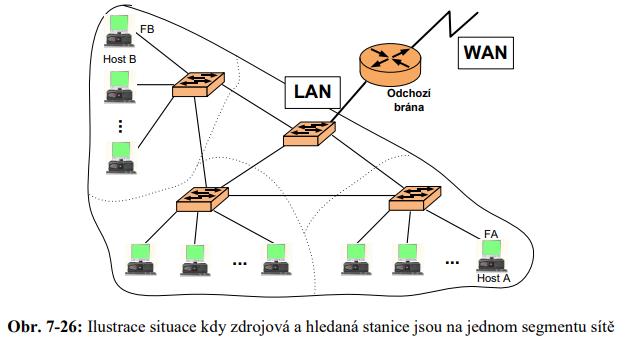 FB
Host B
WAN
LAN
Odchozí
brána
FA
Host A
Obr. 7-26: Ilustrace situace kdy zdrojová a hledaná stanice jsou na jednom segmentu sítě